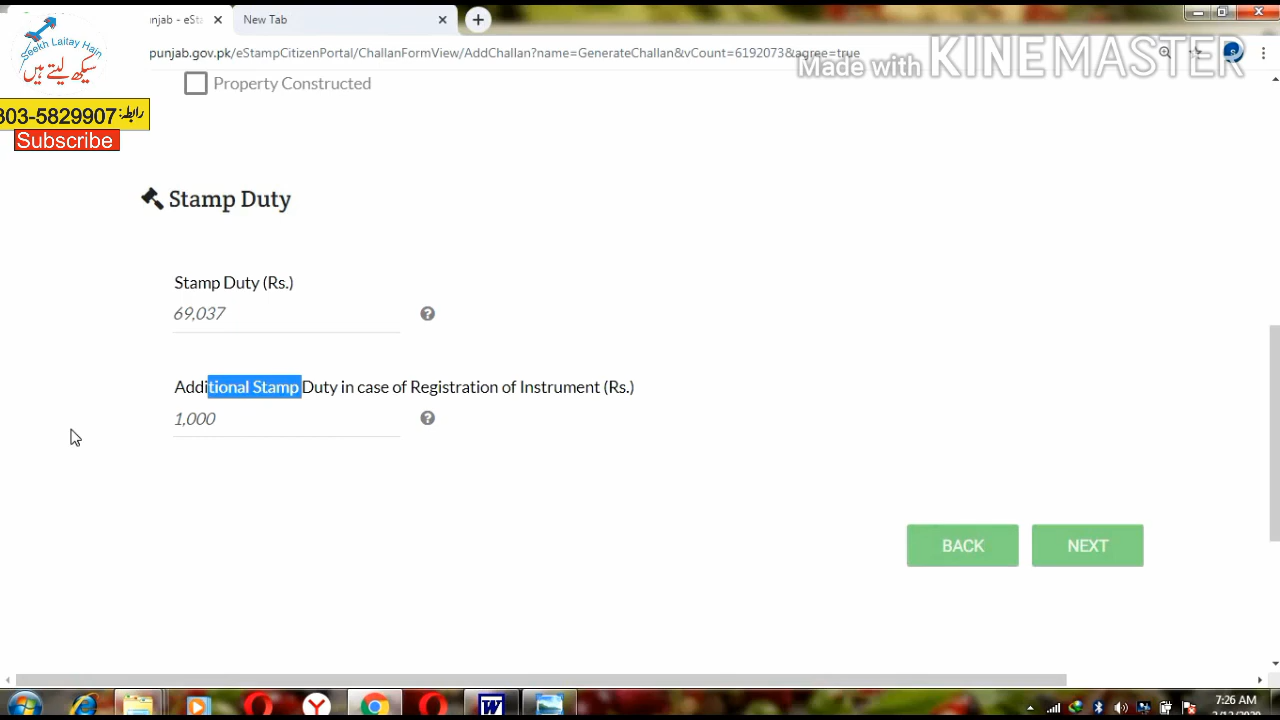 njab - eSta
New Tab
punjab.gov.pk/eStampCitizenPortal/ChallanFormView/AddChallan?name=GenerateChallan&vCount=6192073&agree=true
Made with KINEMASTER
Seekh Laitay Hain
سیکھ لیتے ہیں
رابطہ: 303-5829907
Subscribe
Property Constructed
Stamp Duty
Stamp Duty (Rs.)
69,037
Additional Stamp Duty in case of Registration of Instrument (Rs.)
1,000
BACK
NEXT
7:26 AM